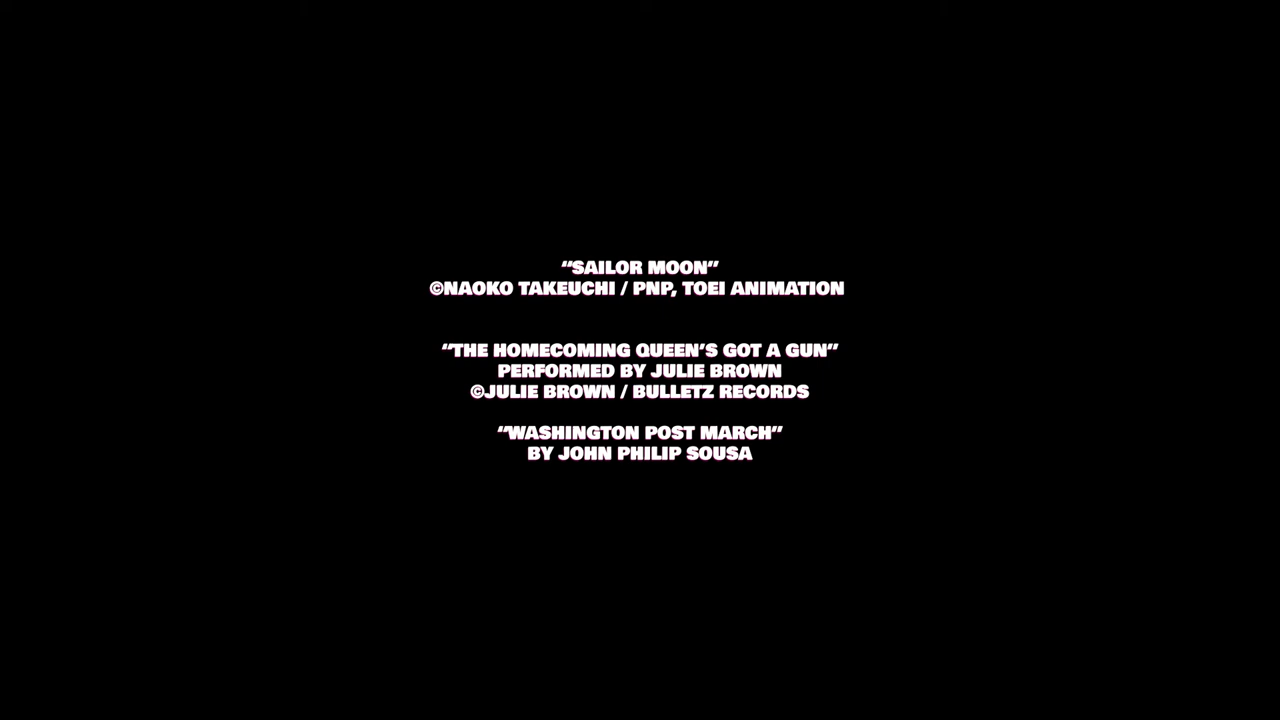 “SAILOR MOON”
©NAOKO TAKEUCHI / PNP, TOEI ANIMATION
“THE HOMECOMING QUEEN’S GOT A GUN”
PERFORMED BY JULIE BROWN
©JULIE BROWN / BULLETZ RECORDS
“WASHINGTON POST MARCH”
BY JOHN PHILIP SOUSA